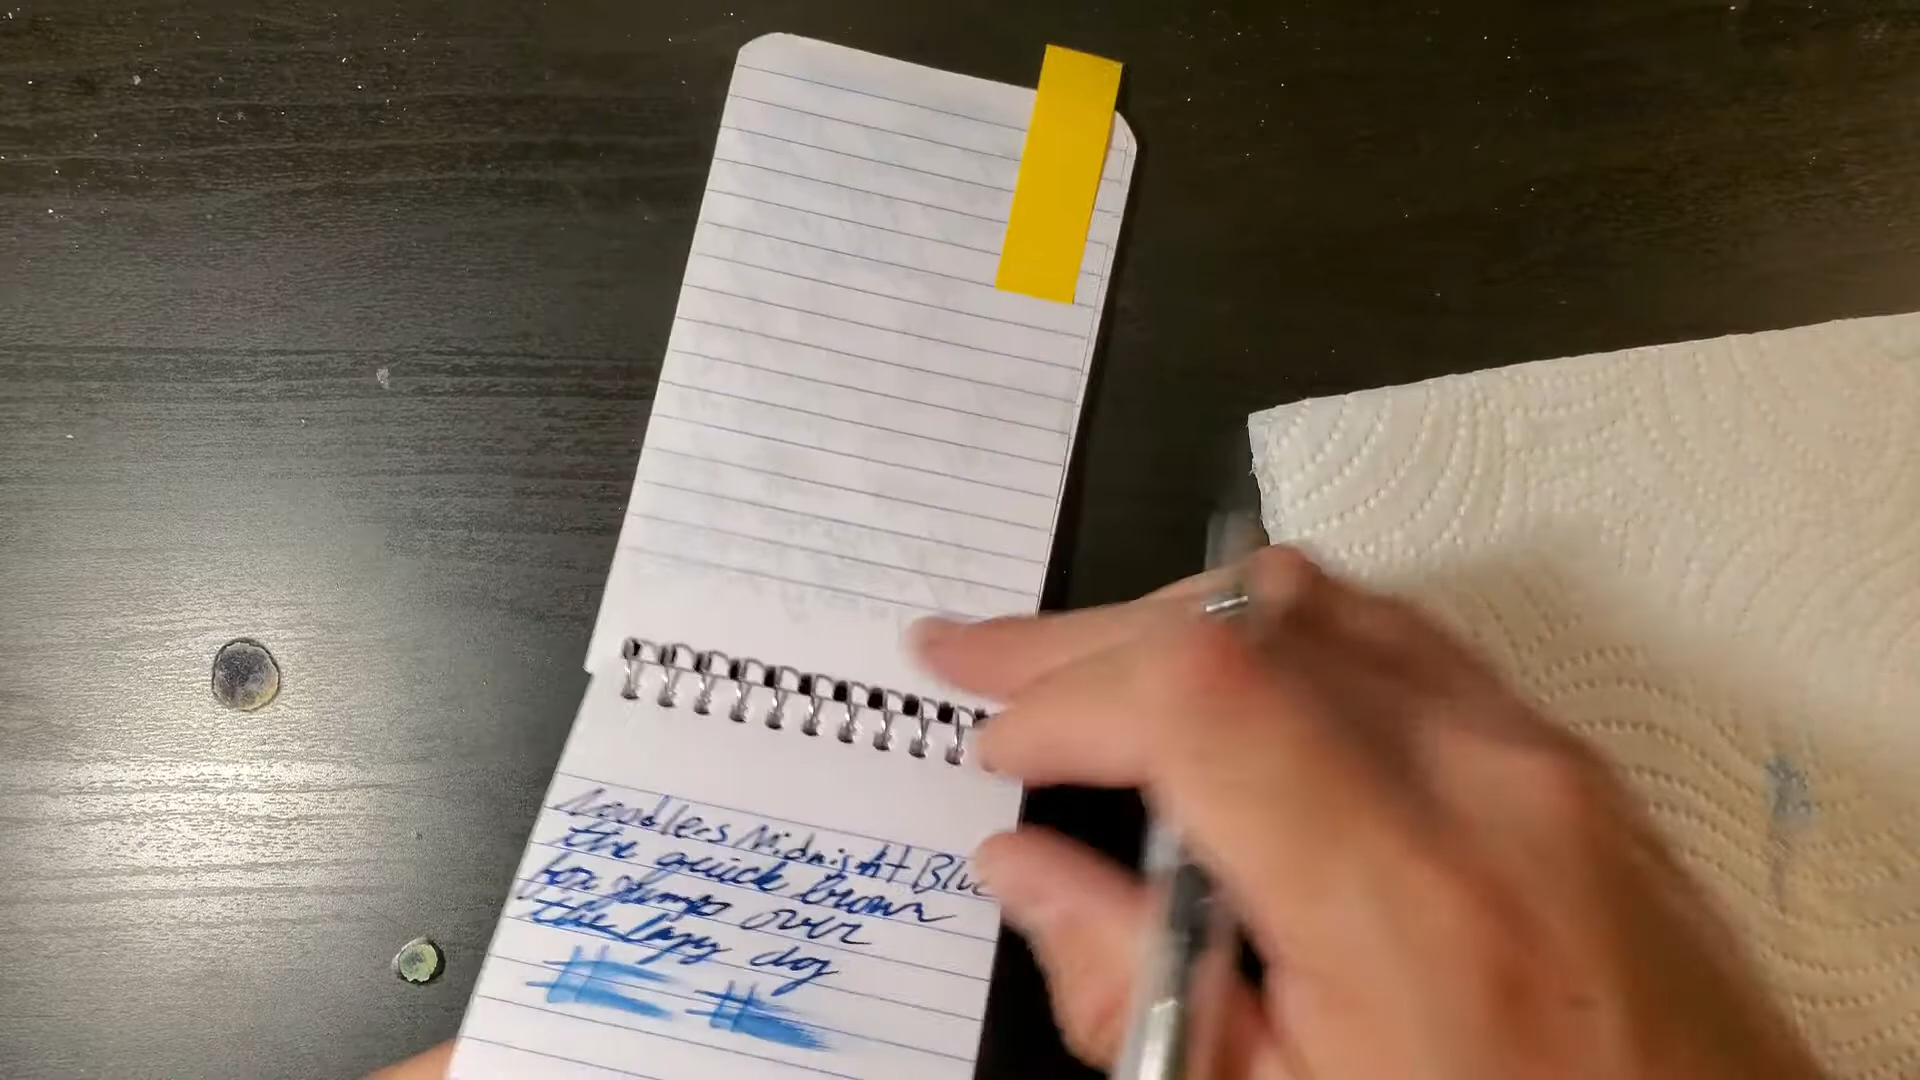 Noodlers Midnight Blue
the quick brown
fox jumps over
the lazy dog